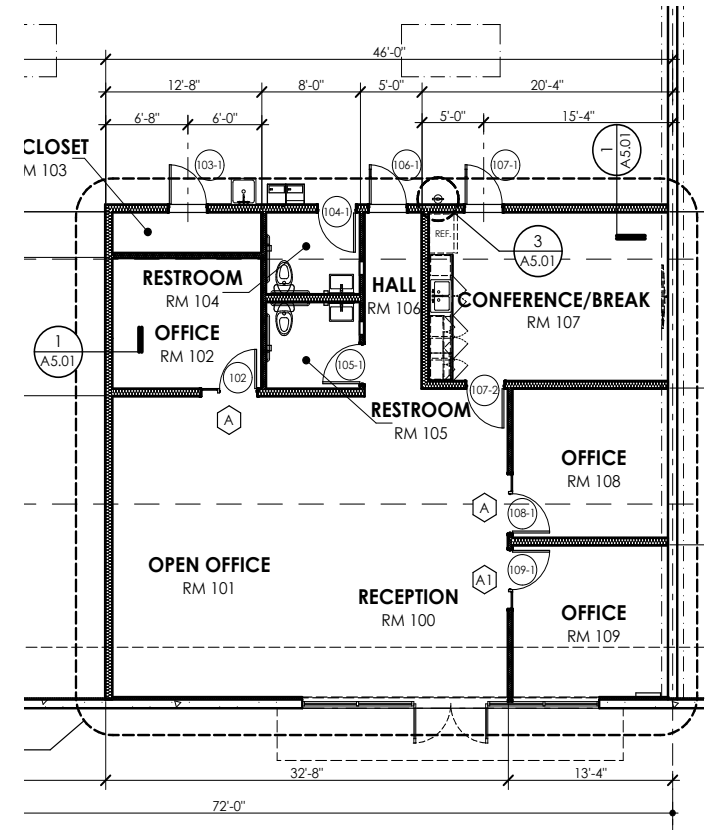 46'-0"
12'-8"
8'-0"
5'-0"
20'-4"
6'-8"
6'-0"
5'-0"
15'-4"
CLOSET
M 103
103-1
106-1
107-1
1
A5.01
104-1
REF.
3
A5.01
RESTROOM
RM 104
HALL
RM 106
CONFERENCE/BREAK
RM 107
OFFICE
RM 102
1
A5.01
102
105-1
107-2
A
RESTROOM
RM 105
OFFICE
RM 108
A
108-1
OPEN OFFICE
RM 101
109-1
A1
RECEPTION
RM 100
OFFICE
RM 109
32'-8"
13'-4"
72'-0"